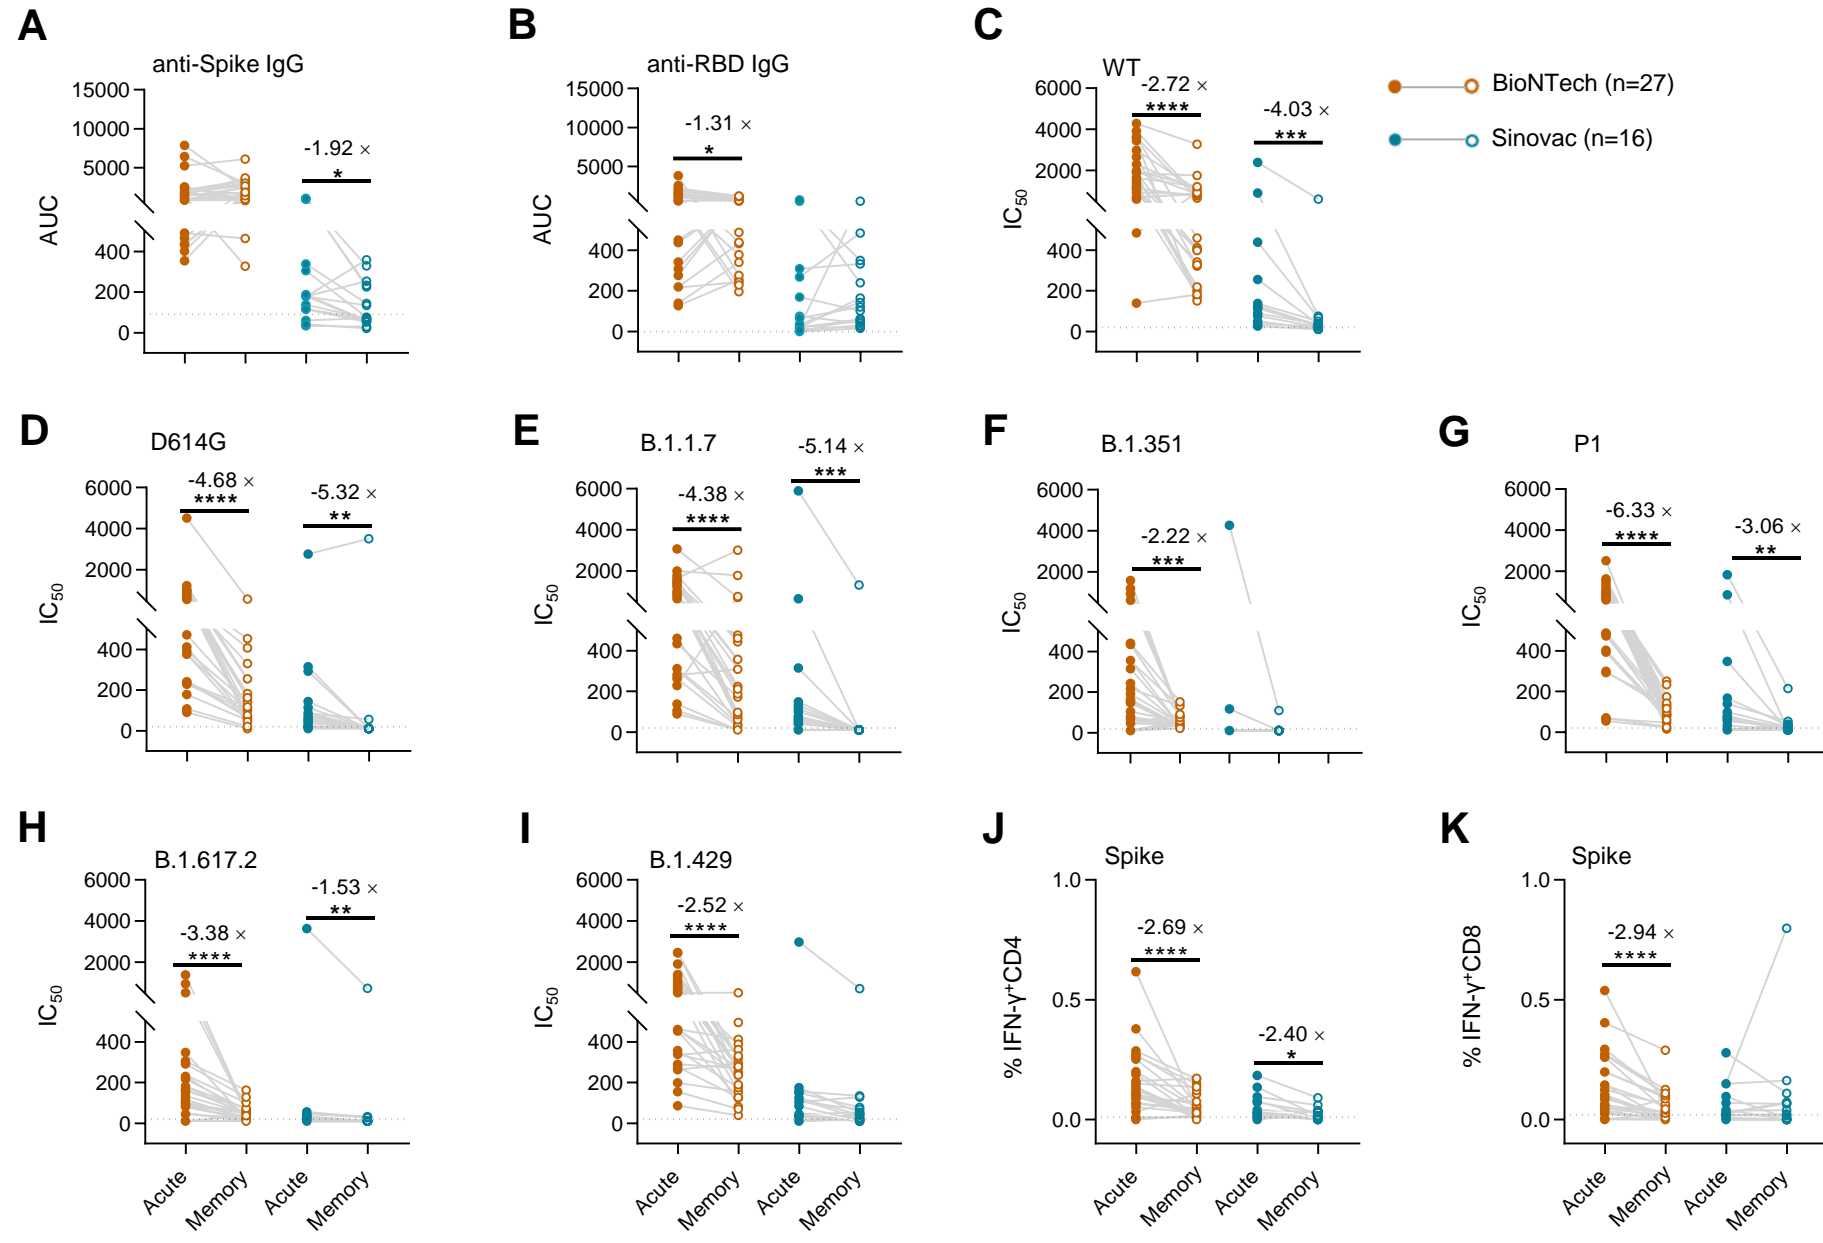 A
anti-Spike IgG
15000
10000
5000
400
200
0
AUC
-1.92 ×
*
B
anti-RBD IgG
15000
10000
5000
400
200
0
AUC
-1.31 ×
*
C
WT
6000
4000
2000
400
200
0
IC50
-2.72 ×
****
-4.03 ×
***
BioNTech (n=27)
Sinovac (n=16)
D
D614G
6000
4000
2000
400
200
0
IC50
-4.68 ×
****
-5.32 ×
**
E
B.1.1.7
6000
4000
2000
400
200
0
IC50
-4.38 ×
****
-5.14 ×
***
F
B.1.351
6000
4000
2000
400
200
0
IC50
-2.22 ×
***
G
P1
6000
4000
2000
400
200
0
IC50
-6.33 ×
****
-3.06 ×
**
H
B.1.617.2
6000
4000
2000
400
200
0
IC50
-3.38 ×
****
-1.53 ×
**
Acute
Memory
Acute
Memory
I
B.1.429
6000
4000
2000
400
200
0
IC50
-2.52 ×
****
Acute
Memory
Acute
Memory
J
Spike
1.0
0.5
0.0
% IFN-γ+CD4
-2.69 ×
****
-2.40 ×
*
Acute
Memory
Acute
Memory
K
Spike
1.0
0.5
0.0
% IFN-γ+CD8
-2.94 ×
****
Acute
Memory
Acute
Memory